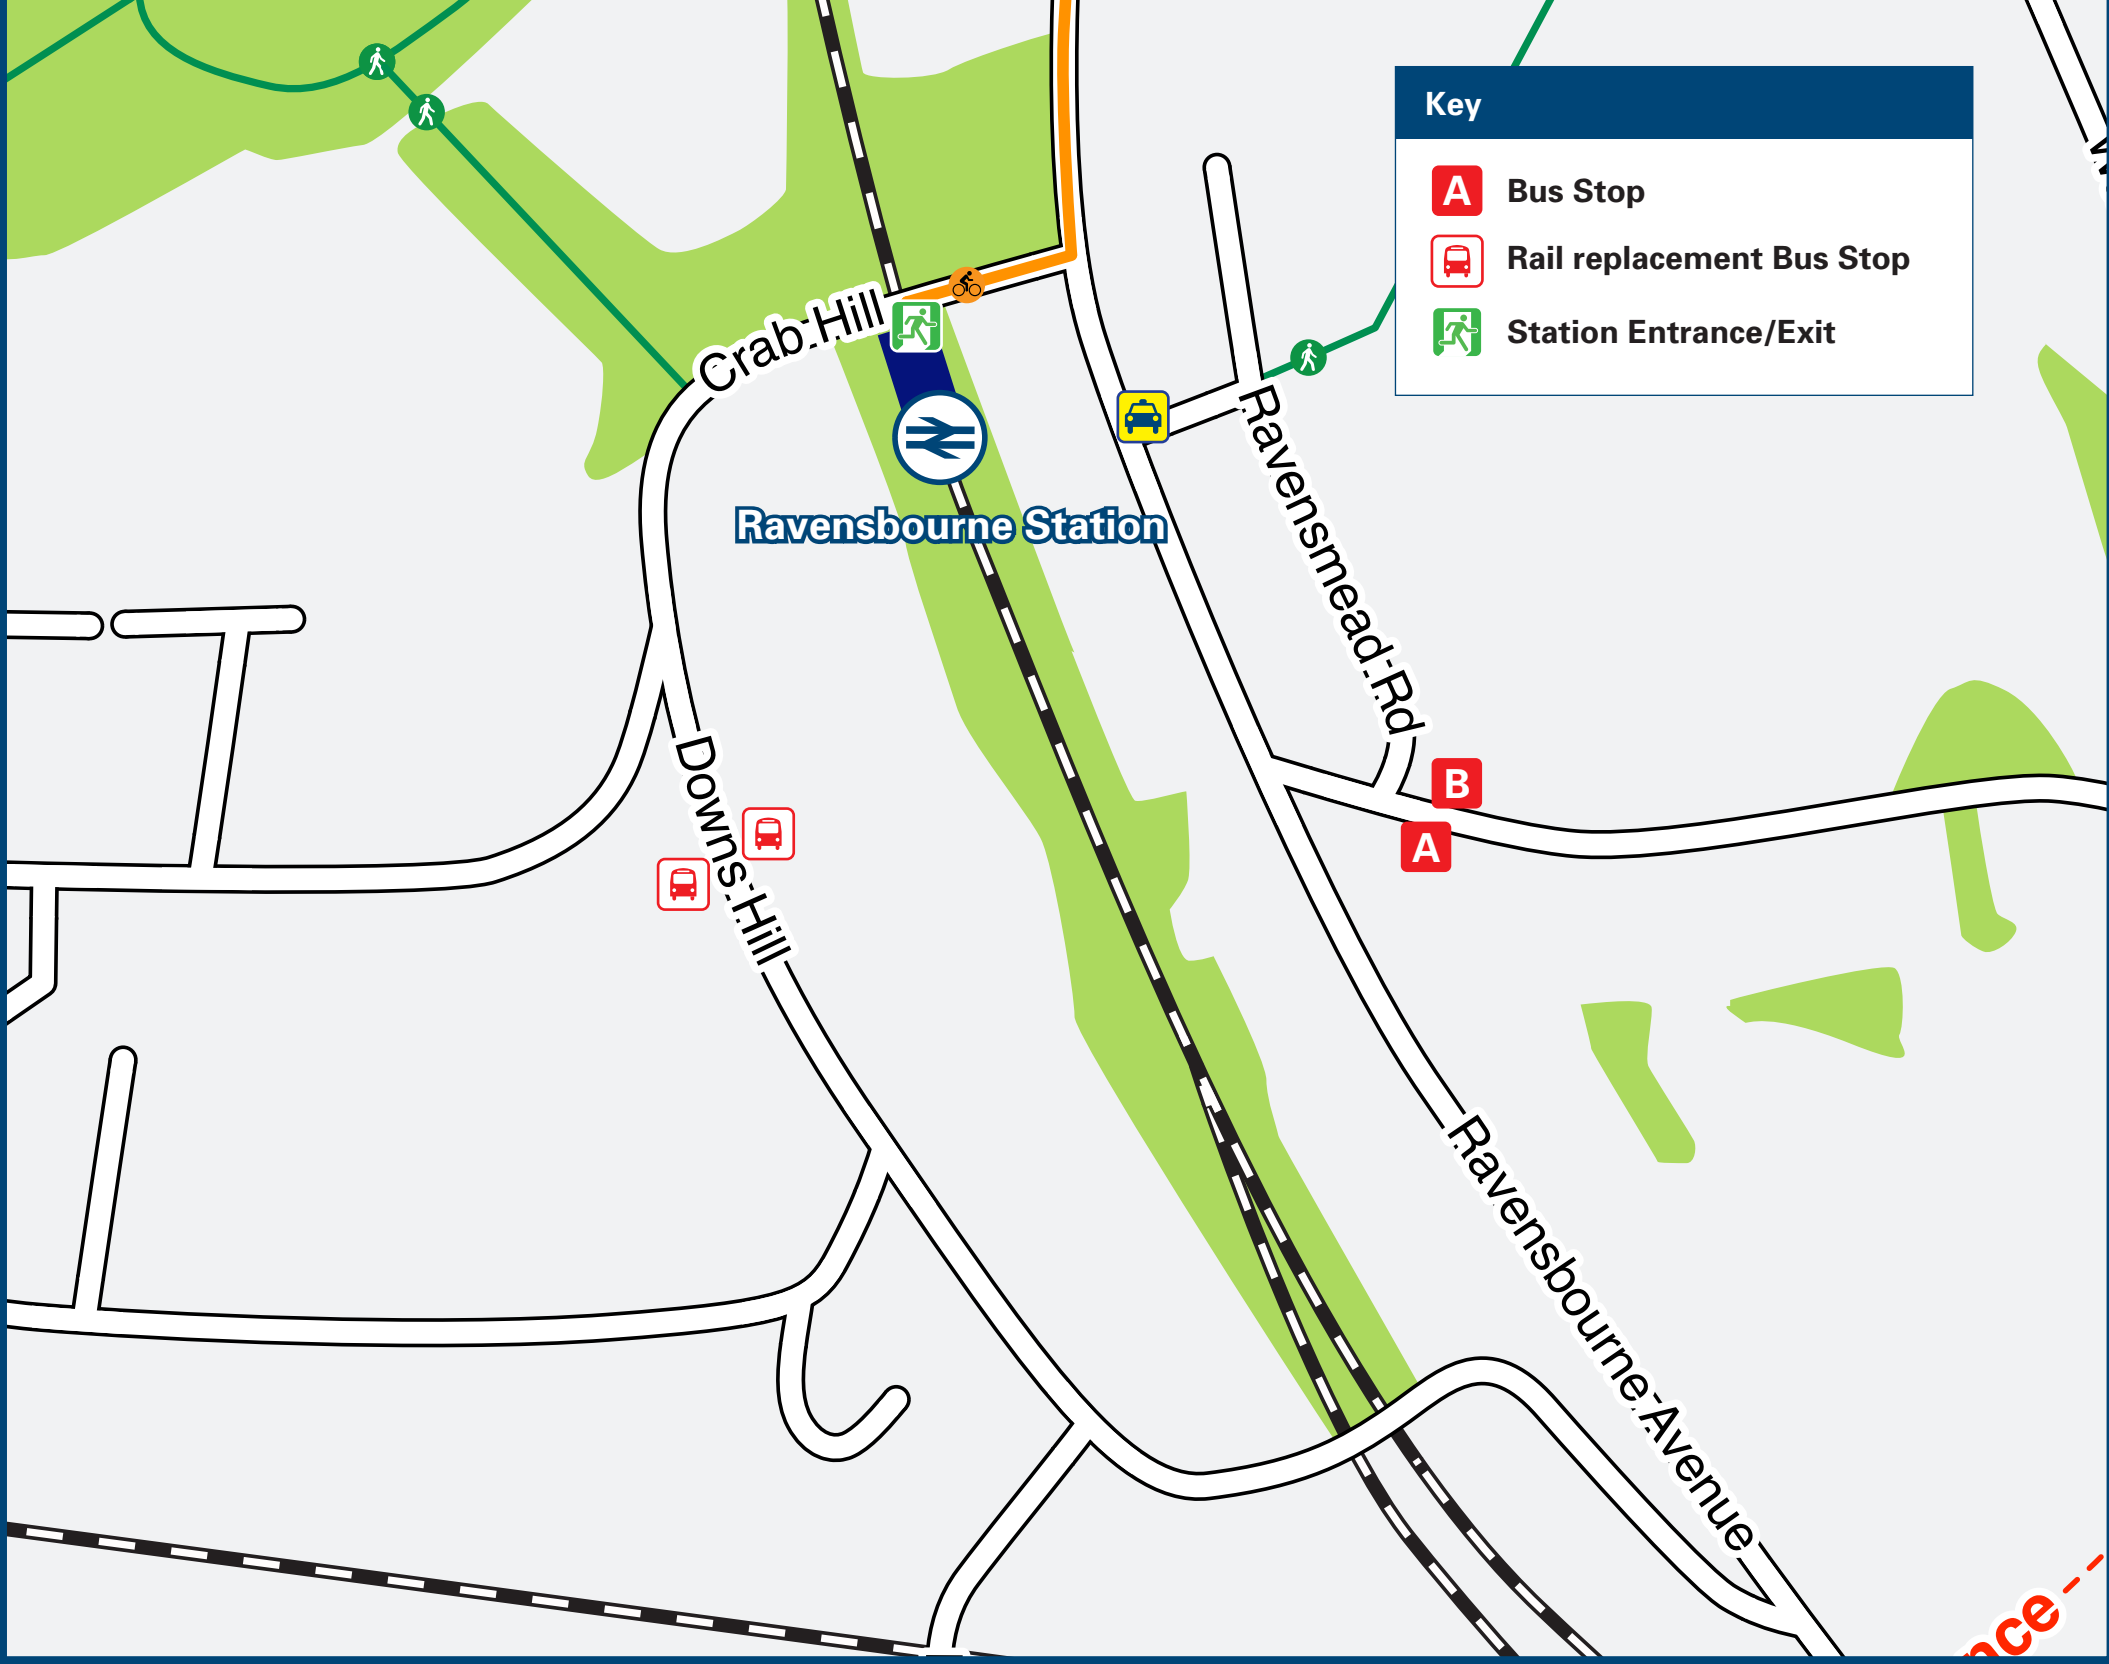 Key
A Bus Stop
Rail replacement Bus Stop
Station Entrance/Exit
Crab Hill
Ravensbourne Station
Ravensmead Rd
Downs Hill
B
A
Ravensbourne Avenue